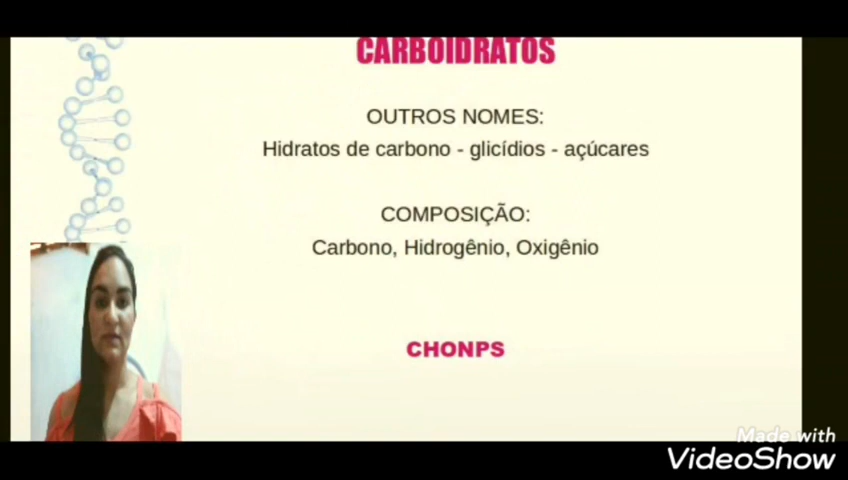 CARBOIDRATOS
OUTROS NOMES:
Hidratos de carbono - glicídios - açúcares
COMPOSIÇÃO:
Carbono, Hidrogênio, Oxigênio
CHONPS
Made with
VideoShow